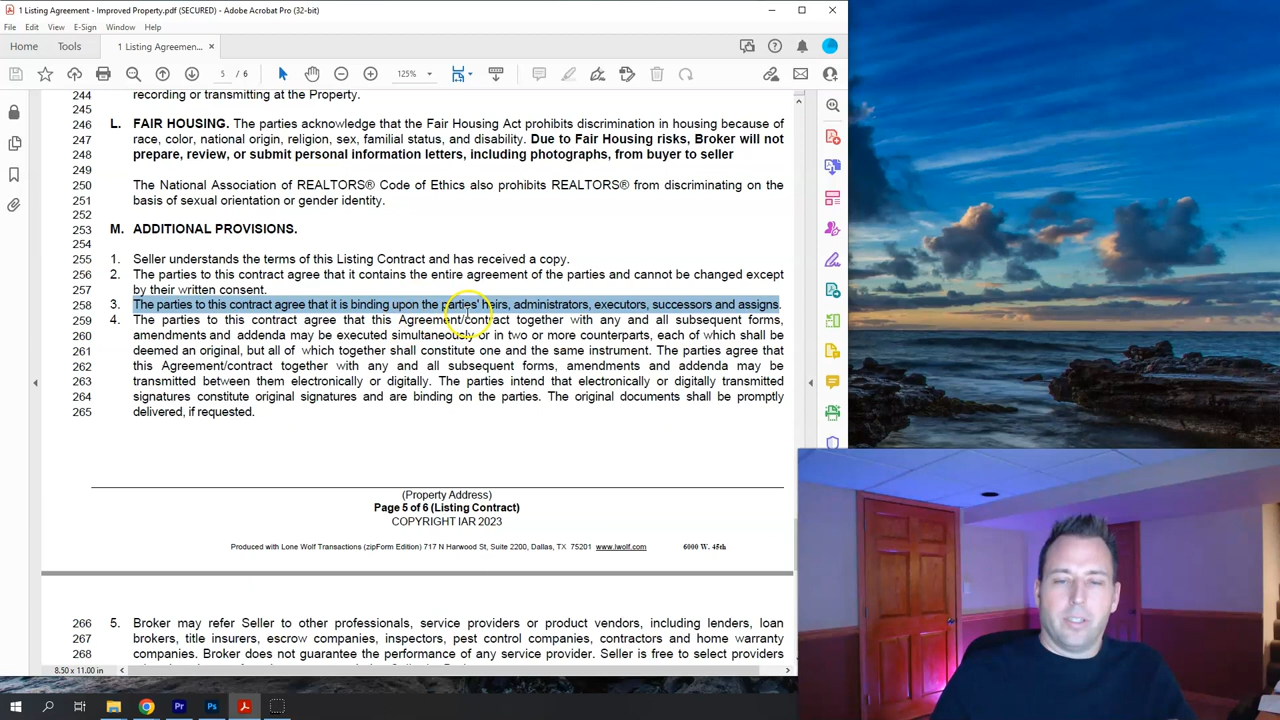 1 Listing Agreement - Improved Property.pdf (SECURED) - Adobe Acrobat Pro (32-bit)
File Edit View E-Sign Window Help
Home Tools 1 Listing Agreemen...
5 / 6 125%
244 recording or transmitting at the Property.
245
246 L. FAIR HOUSING. The parties acknowledge that the Fair Housing Act prohibits discrimination in housing because of
247 race, color, national origin, religion, sex, familial status, and disability. Due to Fair Housing risks, Broker will not
248 prepare, review, or submit personal information letters, including photographs, from buyer to seller
249
250 The National Association of REALTORS® Code of Ethics also prohibits REALTORS® from discriminating on the
251 basis of sexual orientation or gender identity.
252
253 M. ADDITIONAL PROVISIONS.
254
255 1. Seller understands the terms of this Listing Contract and has received a copy.
256 2. The parties to this contract agree that it contains the entire agreement of the parties and cannot be changed except
257 by their written consent.
258 3. The parties to this contract agree that it is binding upon the parties' heirs, administrators, executors, successors and assigns.
259 4. The parties to this contract agree that this Agreement/contract together with any and all subsequent forms,
260 amendments and addenda may be executed simultaneously or in two or more counterparts, each of which shall be
261 deemed an original, but all of which together shall constitute one and the same instrument. The parties agree that
262 this Agreement/contract together with any and all subsequent forms, amendments and addenda may be
263 transmitted between them electronically or digitally. The parties intend that electronically or digitally transmitted
264 signatures constitute original signatures and are binding on the parties. The original documents shall be promptly
265 delivered, if requested.
(Property Address)
Page 5 of 6 (Listing Contract)
COPYRIGHT IAR 2023
Produced with Lone Wolf Transactions (zipForm Edition) 717 N Harwood St, Suite 2200, Dallas, TX 75201 www.lwolf.com 6000 W. 45th
266 5. Broker may refer Seller to other professionals, service providers or product vendors, including lenders, loan
267 brokers, title insurers, escrow companies, inspectors, pest control companies, contractors and home warranty
268 companies. Broker does not guarantee the performance of any service provider. Seller is free to select providers
8.50 x 11.00 in